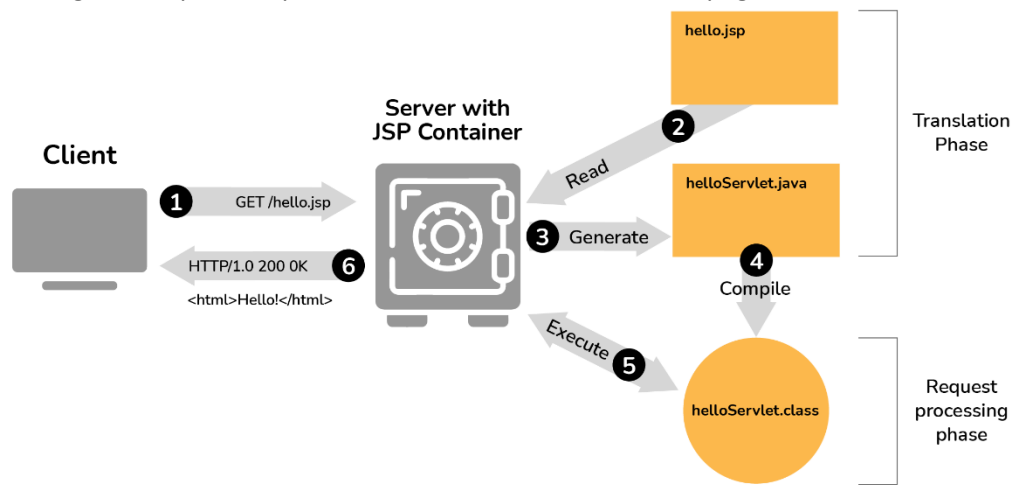 Client
1
GET /hello.jsp
HTTP/1.0 200 0K
6
<html>Hello!</html>
Server with
JSP Container
2
Read
3
Generate
Execute
5
hello.jsp
helloServlet.java
4
Compile
helloServlet.class
Translation
Phase
Request
processing
phase